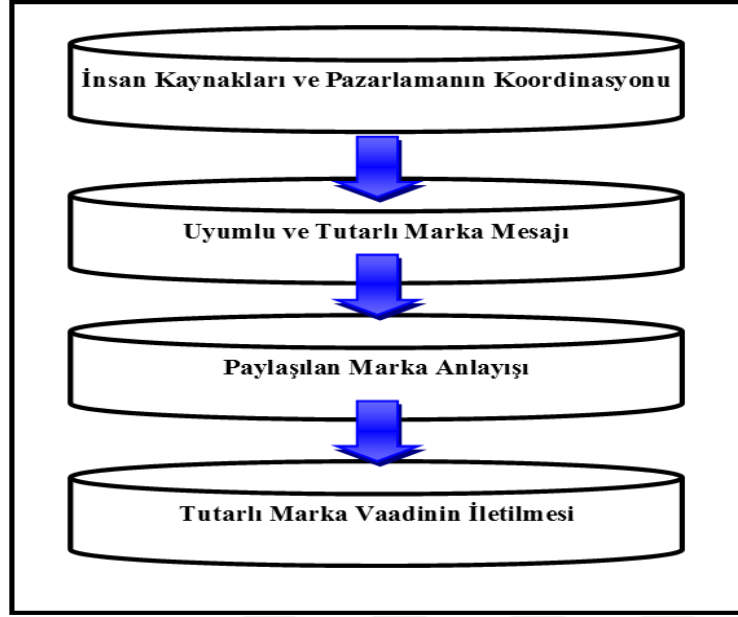 İnsan Kaynakları ve Pazarlamanın Koordinasyonu
Uyumlu ve Tutarlı Marka Mesajı
Paylaşılan Marka Anlayışı
Tutarlı Marka Vaadinin İletilmesi